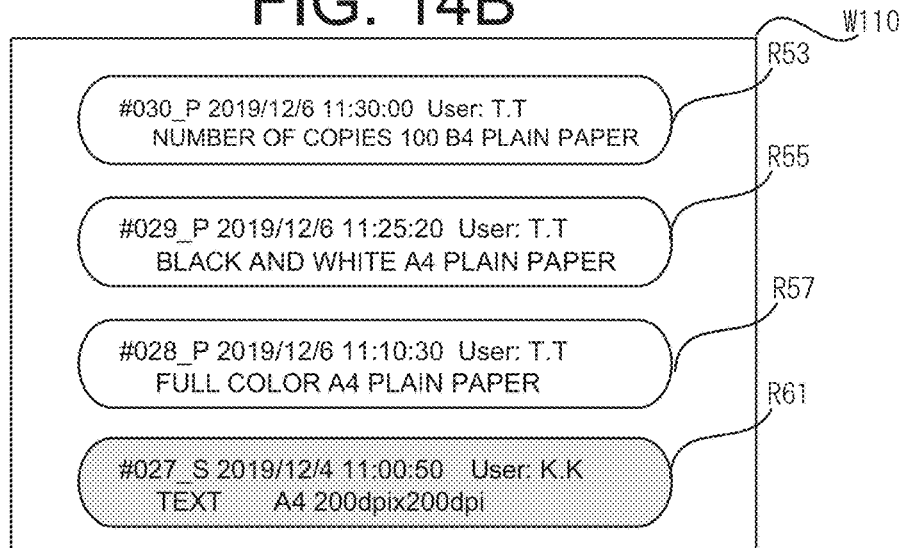 FIG. 14B
W110
R53
#030_P 2019/12/6 11:30:00 User: T.T
NUMBER OF COPIES 100 B4 PLAIN PAPER
R55
#029_P 2019/12/6 11:25:20 User: T.T
BLACK AND WHITE A4 PLAIN PAPER
R57
#028_P 2019/12/6 11:10:30 User: T.T
FULL COLOR A4 PLAIN PAPER
R61
#027_S 2019/12/4 11:00:50 User: K.K
TEXT A4 200dpix200dpi